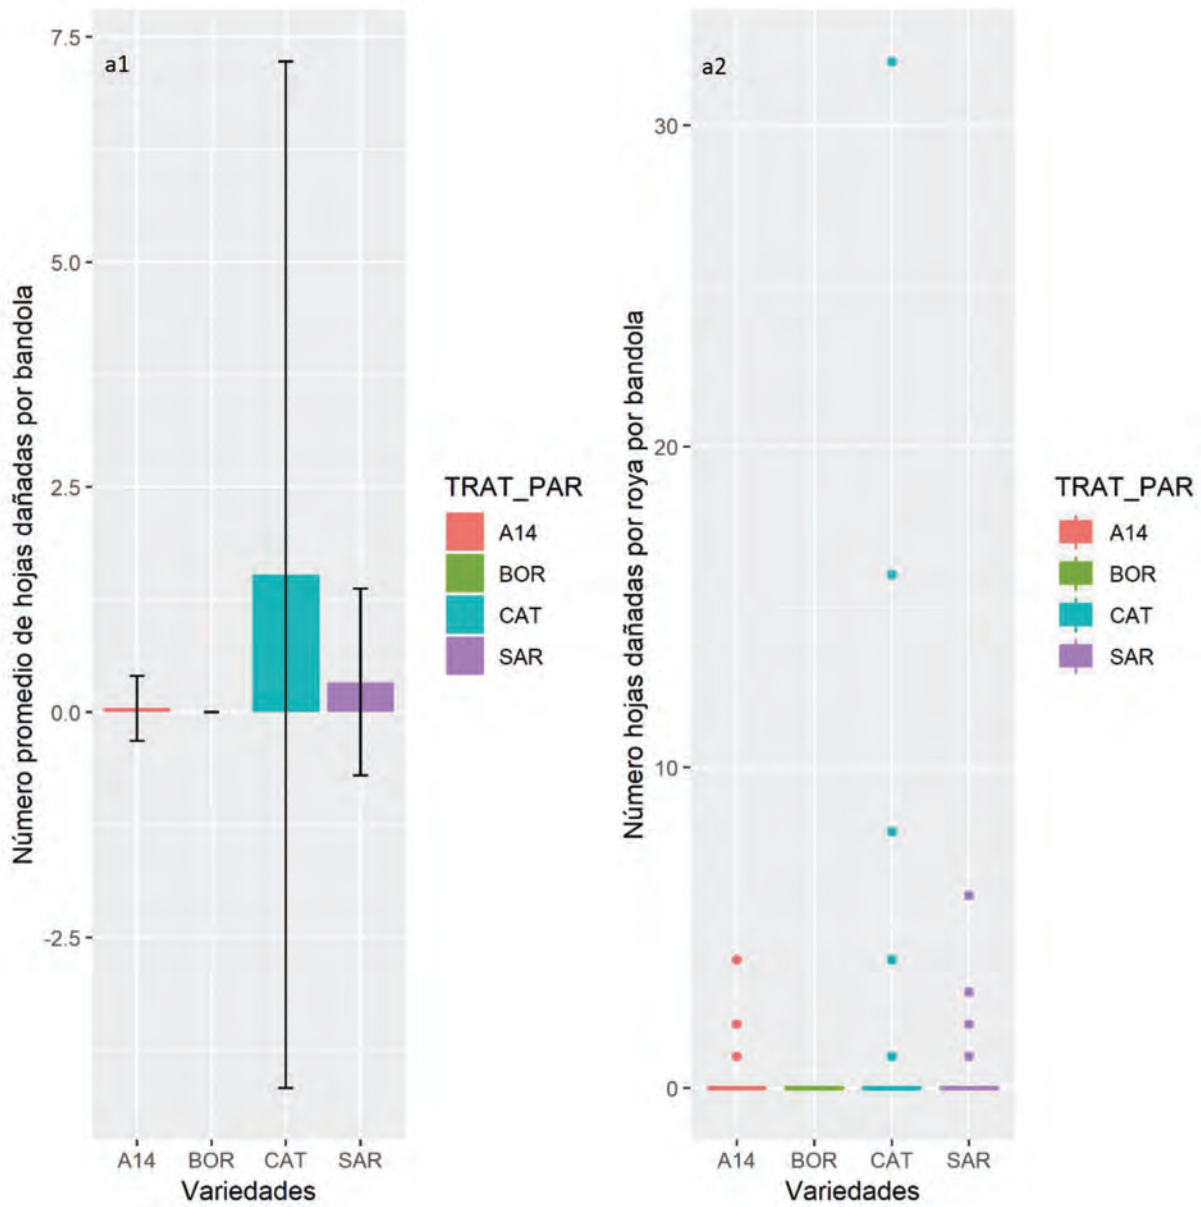 a1
7.5
5.0
2.5
0.0
-2.5
Número promedio de hojas dañadas por bandola
A14 BOR CAT SAR
Variedades
TRAT_PAR
A14
BOR
CAT
SAR
a2
30
20
10
0
Número hojas dañadas por roya por bandola
A14 BOR CAT SAR
Variedades
TRAT_PAR
A14
BOR
CAT
SAR